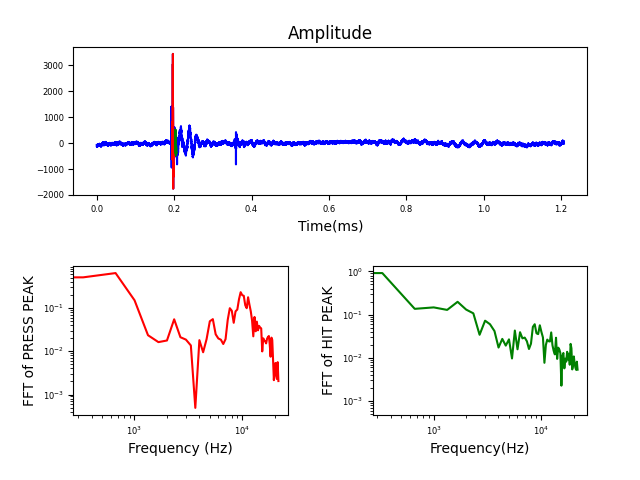 Amplitude
3000
2000
1000
0
−1000
−2000
0.0 0.2 0.4 0.6 0.8 1.0 1.2
Time(ms)
FFT of PRESS PEAK
10⁻¹
10⁻²
10⁻³
10³ 10⁴
Frequency (Hz)
FFT of HIT PEAK
10⁰
10⁻¹
10⁻²
10⁻³
10³ 10⁴
Frequency(Hz)